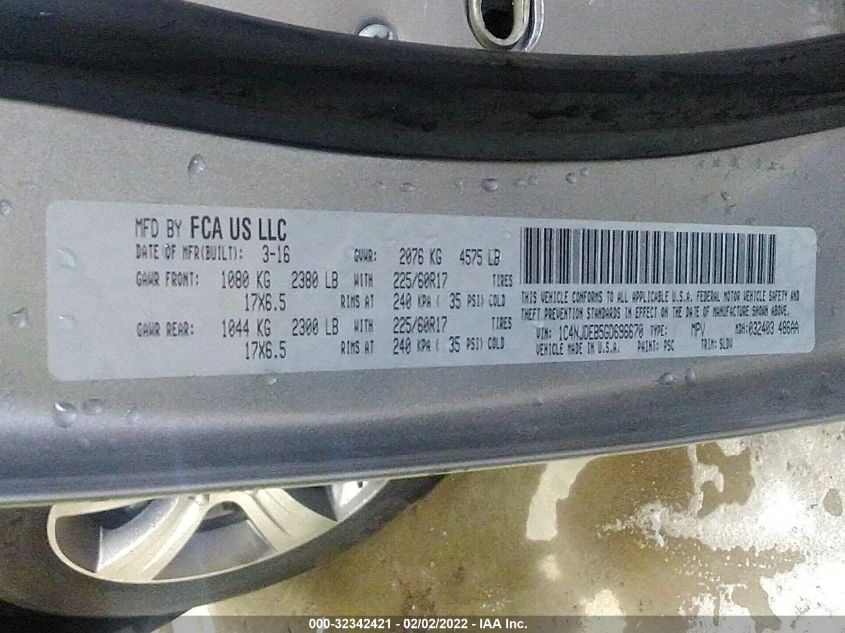 MFD BY FCA US LLC
DATE OF MFR(BUILT): 3-16 GVWR: 2076 KG 4575 LB
GAWR FRONT: 1080 KG 2380 LB WITH 225/60R17 TIRES
17X6.5 RIMS AT 240 KPA ( 35 PSI) COLD
GAWR REAR: 1044 KG 2300 LB WITH 225/60R17 TIRES
17X6.5 RIMS AT 240 KPA ( 35 PSI) COLD
THIS VEHICLE CONFORMS TO ALL APPLICABLE U.S.A. FEDERAL MOTOR VEHICLE SAFETY AND
THEFT PREVENTION STANDARDS IN EFFECT ON THE DATE OF MANUFACTURE SHOWN ABOVE
VIN: 1C4NJDEB5GD696670 TYPE: MPV MDH:032403 486AA
VEHICLE MADE IN U.S.A. PAINT: PSC TRIM: SLDV
000-32342421 - 02/02/2022 - IAA Inc.